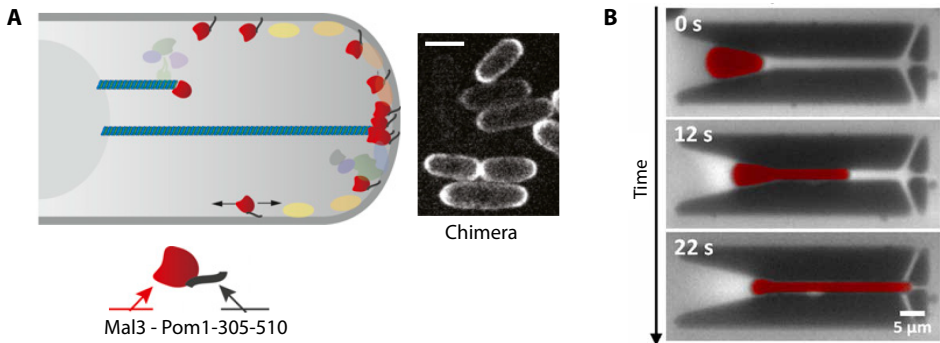 A
Chimera
Mal3 - Pom1-305-510
B
Time
0 s
12 s
22 s
5 µm